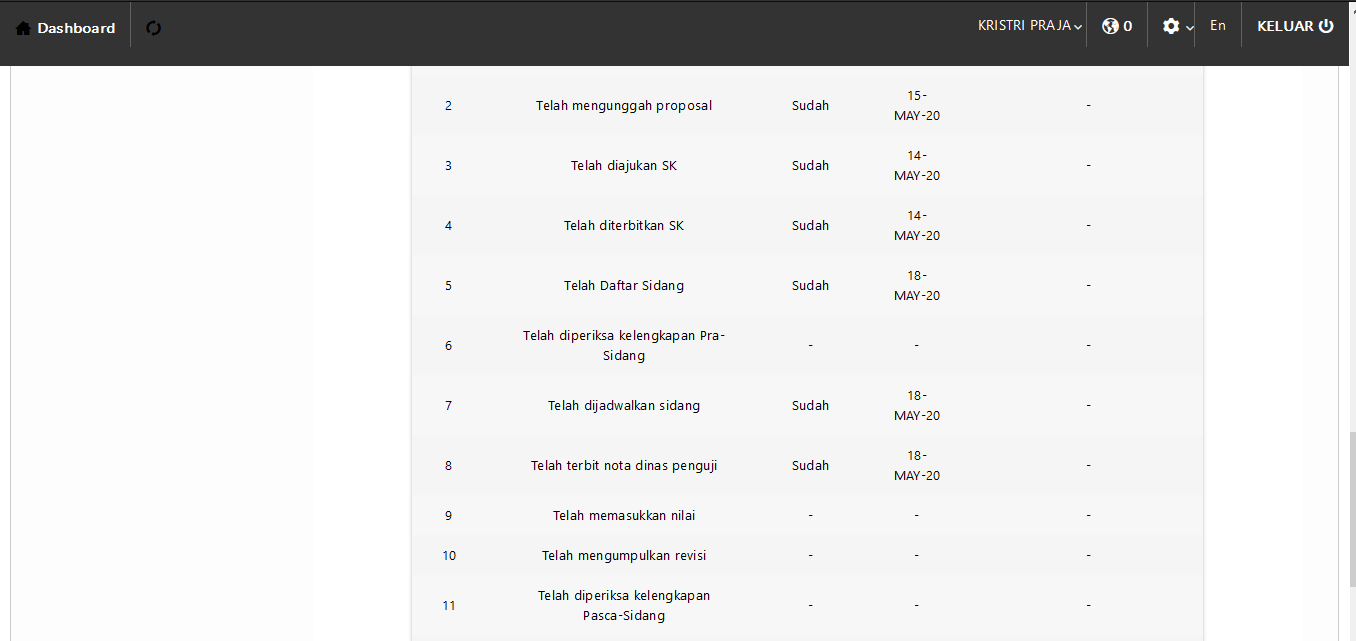 Dashboard KRISTRI PRAJA 0 En KELUAR
2 Telah mengunggah proposal Sudah 15-
MAY-20 -
3 Telah diajukan SK Sudah 14-
MAY-20 -
4 Telah diterbitkan SK Sudah 14-
MAY-20 -
5 Telah Daftar Sidang Sudah 18-
MAY-20 -
6 Telah diperiksa kelengkapan Pra-
Sidang - - -
7 Telah dijadwalkan sidang Sudah 18-
MAY-20 -
8 Telah terbit nota dinas penguji Sudah 18-
MAY-20 -
9 Telah memasukkan nilai - - -
10 Telah mengumpulkan revisi - - -
11 Telah diperiksa kelengkapan
Pasca-Sidang - - -